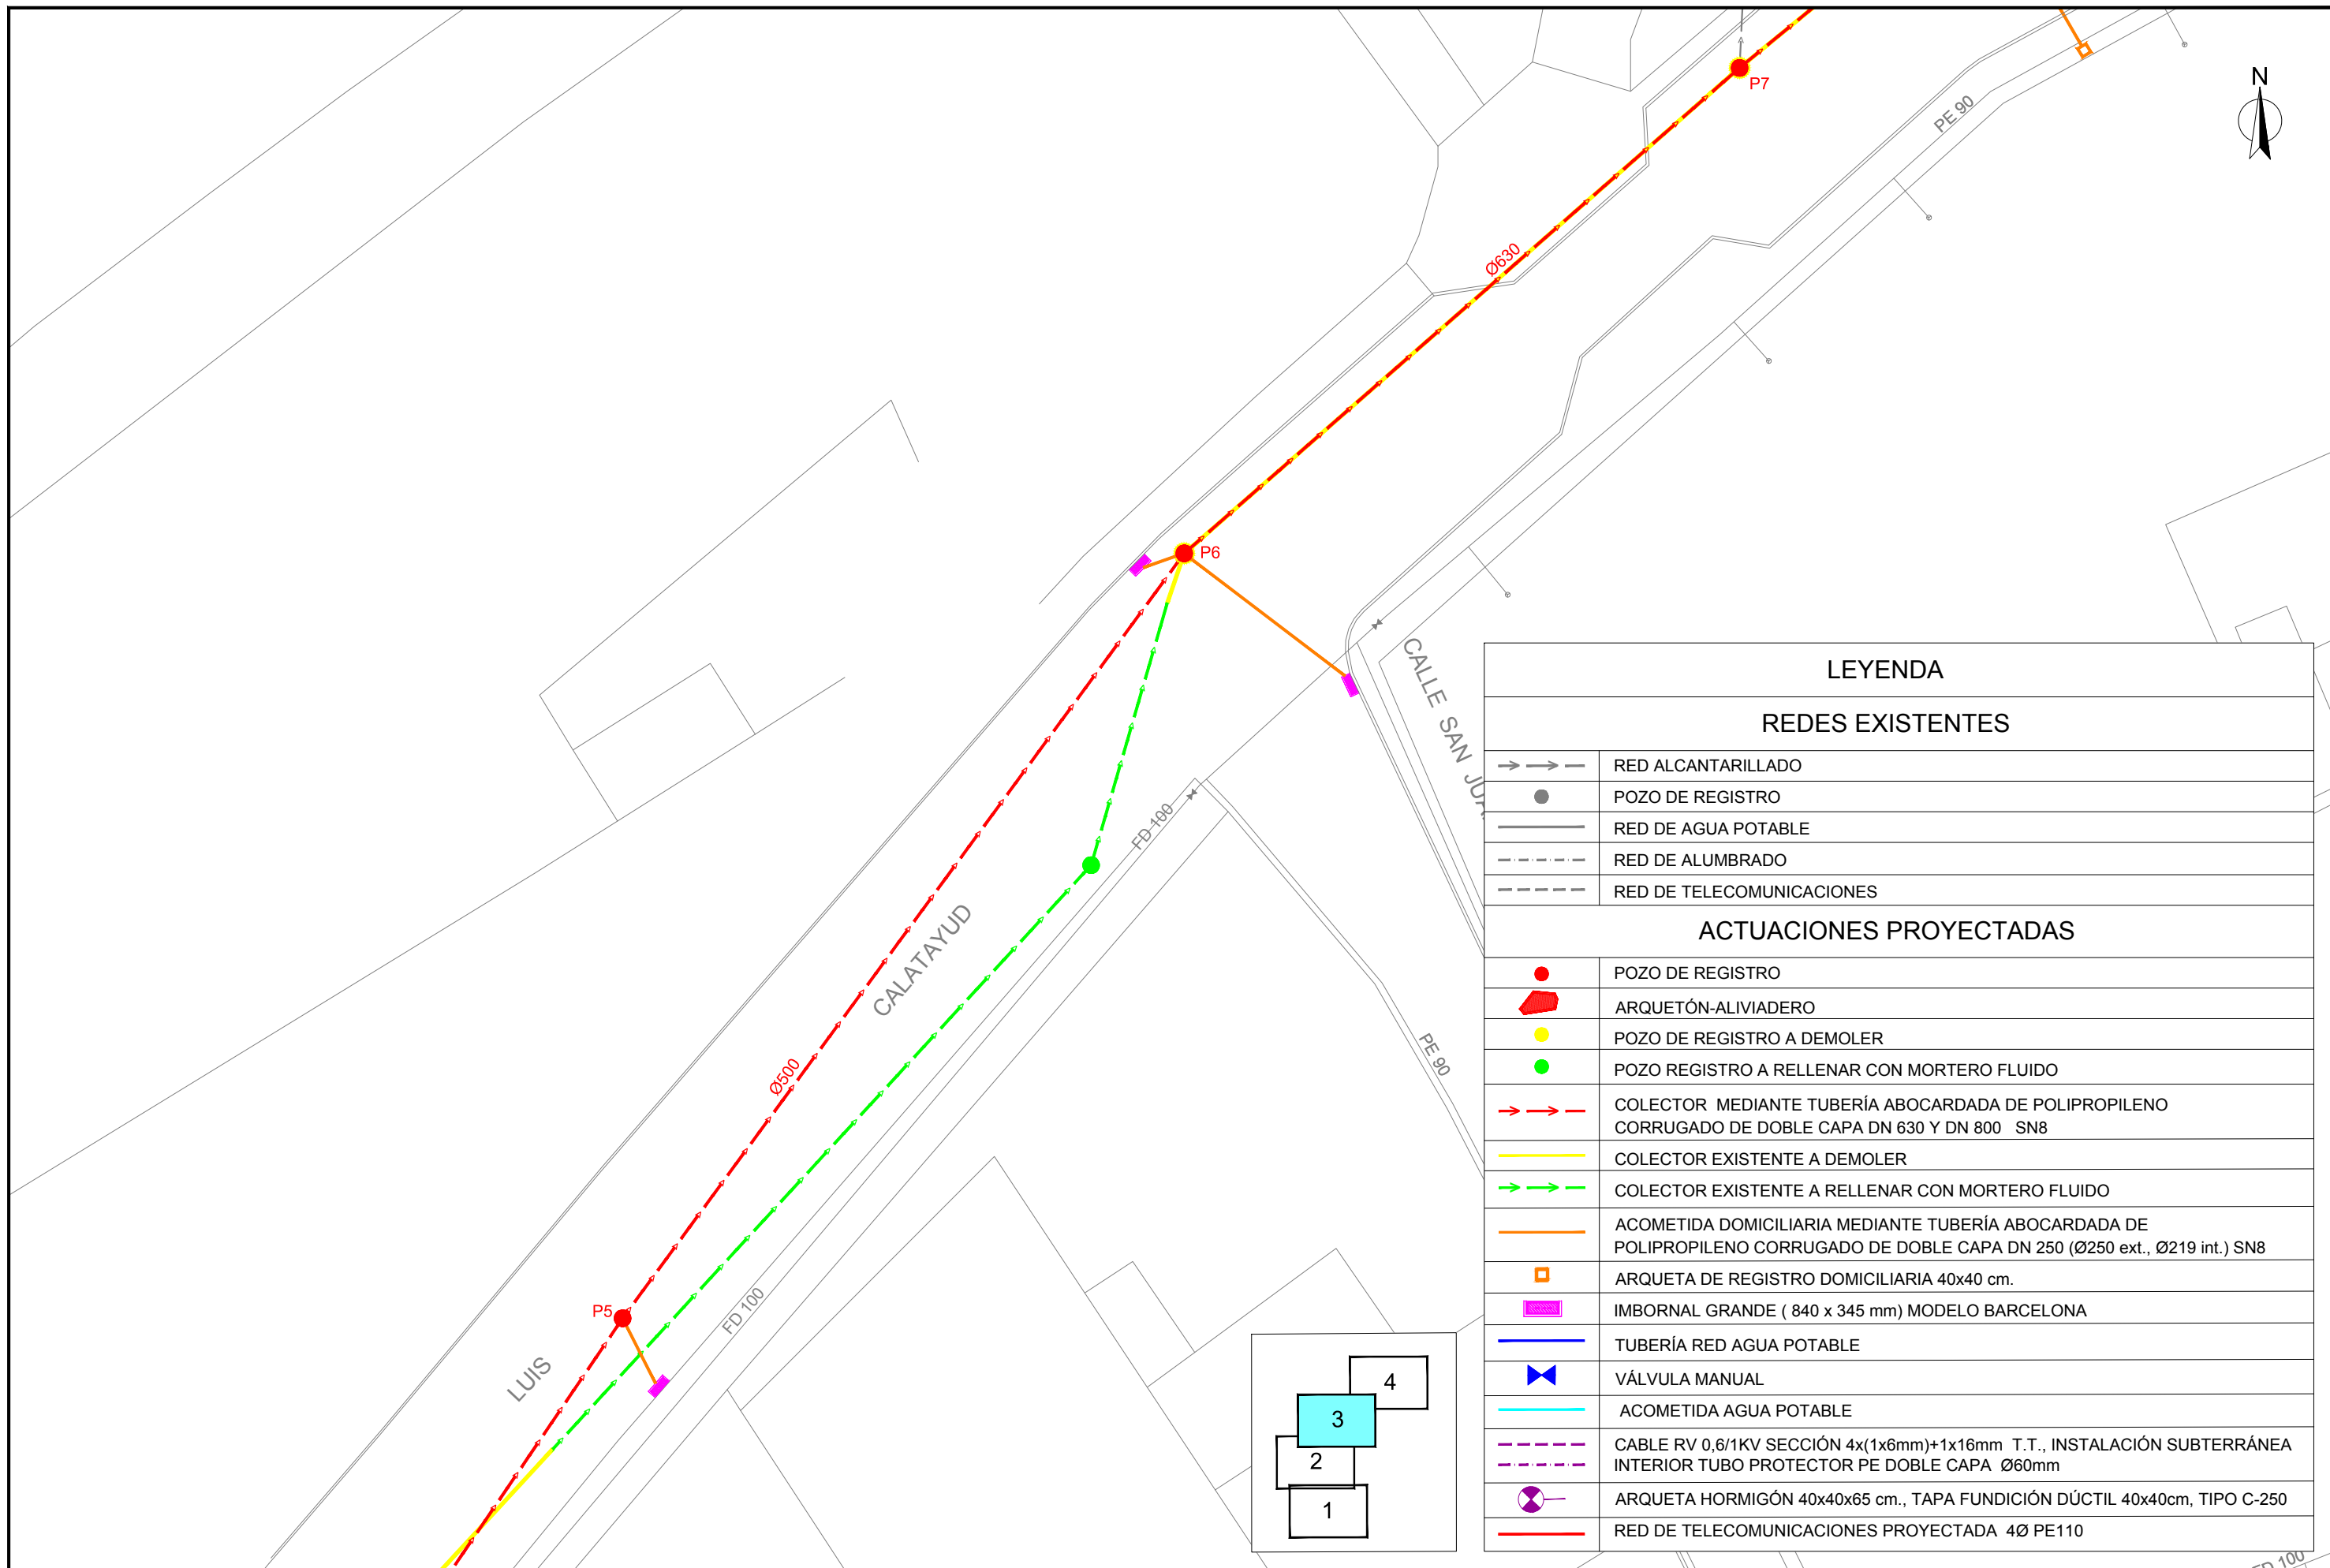 P7
N
PE 90
Ø630
P6
CALLE SAN
FD 100
CALATAYUD
PE 90
Ø500
P5
FD 100
LUIS
4
3
2
1
LEYENDA
REDES EXISTENTES
RED ALCANTARILLADO
POZO DE REGISTRO
RED DE AGUA POTABLE
RED DE ALUMBRADO
RED DE TELECOMUNICACIONES
ACTUACIONES PROYECTADAS
POZO DE REGISTRO
ARQUETÓN-ALIVIADERO
POZO DE REGISTRO A DEMOLER
POZO REGISTRO A RELLENAR CON MORTERO FLUIDO
COLECTOR MEDIANTE TUBERÍA ABOCARDADA DE POLIPROPILENO
CORRUGADO DE DOBLE CAPA DN 630 Y DN 800 SN8
COLECTOR EXISTENTE A DEMOLER
COLECTOR EXISTENTE A RELLENAR CON MORTERO FLUIDO
ACOMETIDA DOMICILIARIA MEDIANTE TUBERÍA ABOCARDADA DE
POLIPROPILENO CORRUGADO DE DOBLE CAPA DN 250 (Ø250 ext., Ø219 int.) SN8
ARQUETA DE REGISTRO DOMICILIARIA 40x40 cm.
IMBORNAL GRANDE ( 840 x 345 mm) MODELO BARCELONA
TUBERÍA RED AGUA POTABLE
VÁLVULA MANUAL
ACOMETIDA AGUA POTABLE
CABLE RV 0,6/1KV SECCIÓN 4x(1x6mm)+1x16mm T.T., INSTALACIÓN SUBTERRÁNEA
INTERIOR TUBO PROTECTOR PE DOBLE CAPA Ø60mm
ARQUETA HORMIGÓN 40x40x65 cm., TAPA FUNDICIÓN DÚCTIL 40x40cm, TIPO C-250
RED DE TELECOMUNICACIONES PROYECTADA 4Ø PE110
FD 100